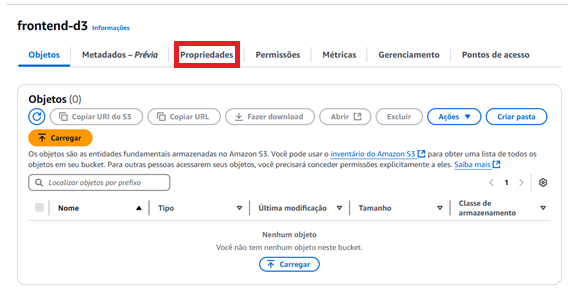 frontend-d3 Informações
Objetos Metadados – Prévia Propriedades Permissões Métricas Gerenciamento Pontos de acesso
Objetos (0)
Copiar URI do S3 Copiar URL Fazer download Abrir Excluir Ações Criar pasta
Carregar
Os objetos são as entidades fundamentais armazenadas no Amazon S3. Você pode usar o inventário do Amazon S3 para obter uma lista de todos os
objetos em seu bucket. Para outras pessoas acessarem seus objetos, você precisará conceder permissões explicitamente a eles. Saiba mais
Localizar objetos por prefixo
1
Nome Tipo Última modificação Tamanho Classe de
armazenamento
Nenhum objeto
Você não tem nenhum objeto neste bucket.
Carregar